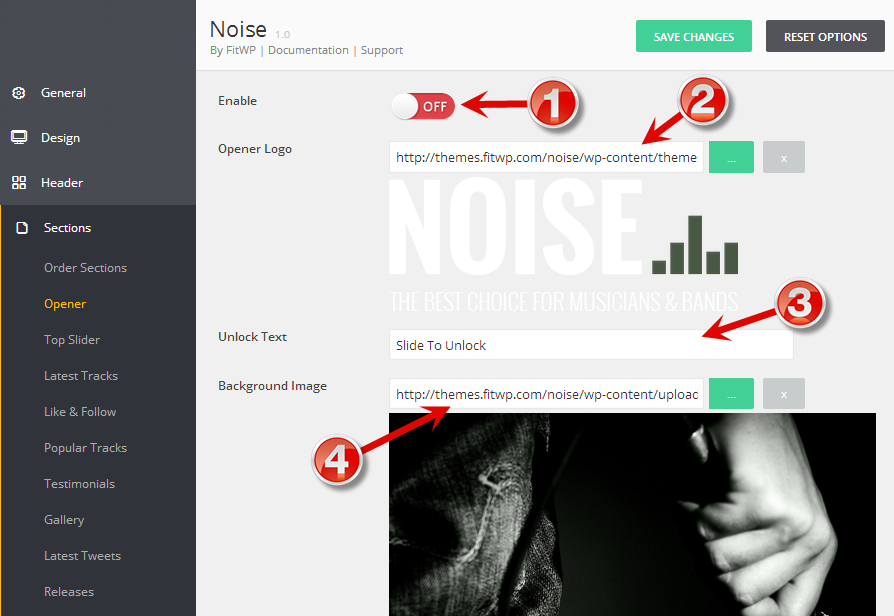 Noise 1.0
By FitWP | Documentation | Support
SAVE CHANGES
RESET OPTIONS
General
Design
Header
Sections
Order Sections
Opener
Top Slider
Latest Tracks
Like & Follow
Popular Tracks
Testimonials
Gallery
Latest Tweets
Releases
Enable
OFF
1
Opener Logo
http://themes.fitwp.com/noise/wp-content/theme
...
x
2
NOISE
THE BEST CHOICE FOR MUSICIANS & BANDS
Unlock Text
Slide To Unlock
3
Background Image
http://themes.fitwp.com/noise/wp-content/upload
...
x
4